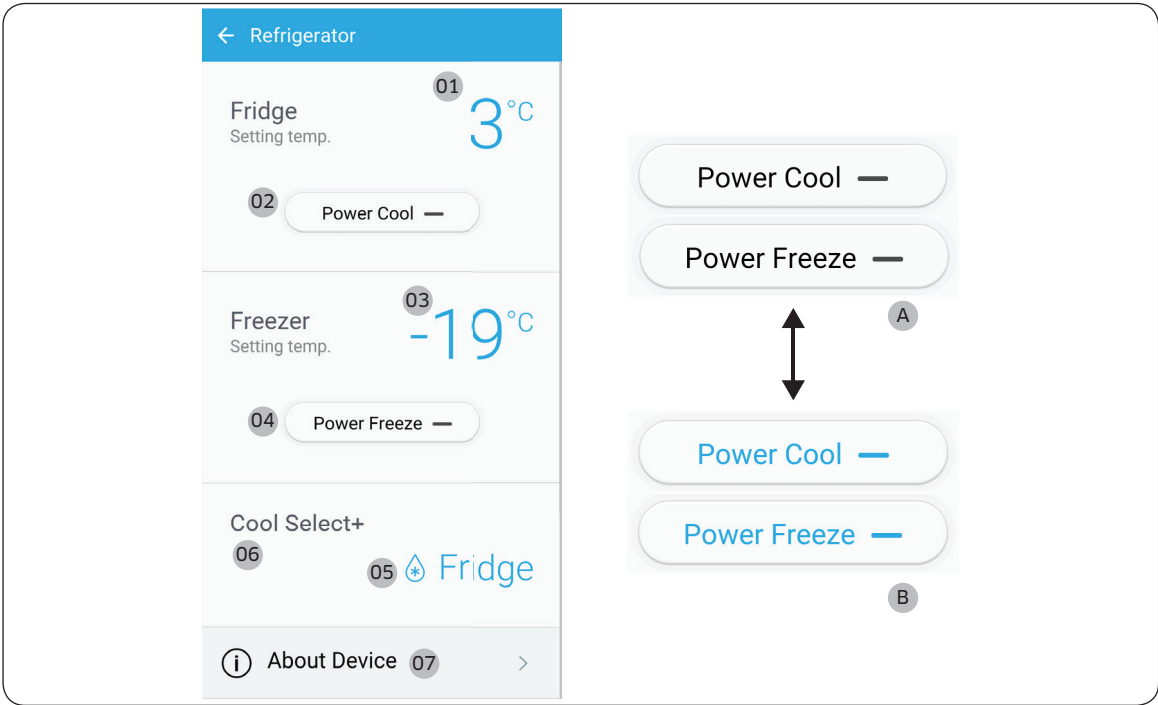 ← Refrigerator
01
Fridge
3°C
Setting temp.
02
Power Cool —
03
Freezer
-19°C
Setting temp.
04
Power Freeze —
Cool Select+
06
05
Fridge
About Device
07
>
Power Cool —
Power Freeze —
A
Power Cool —
Power Freeze —
B